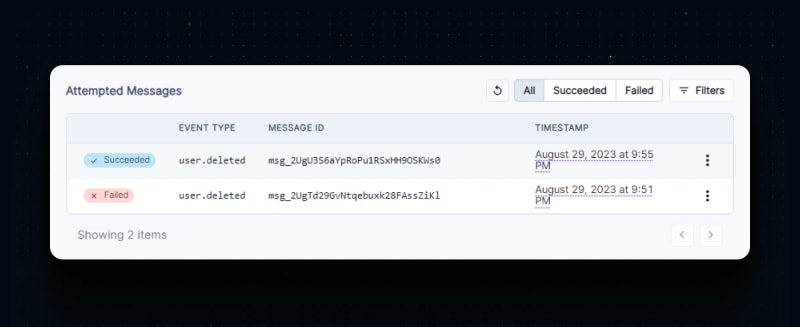 Attempted Messages
All Succeeded Failed Filters
EVENT TYPE MESSAGE ID TIMESTAMP
Succeeded user.deleted msg_2UgU3S6aYpRoPu1RSxHH9OSKWs0 August 29, 2023 at 9:55
PM
Failed user.deleted msg_2UgTd29GvNtqebuxk28FAssZiKl August 29, 2023 at 9:51
PM
Showing 2 items